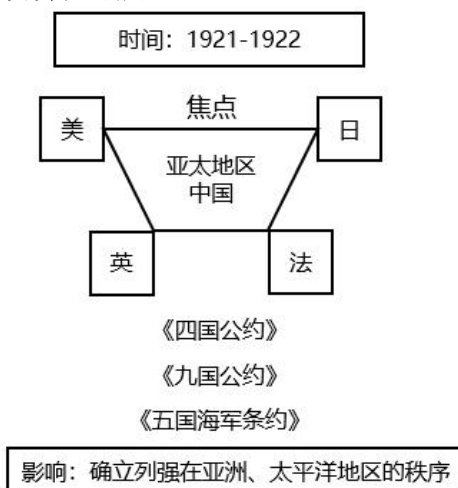 时间：1921-1922
焦点
美
日
亚太地区
中国
英
法
《四国公约》
《九国公约》
《五国海军条约》
影响：确立列强在亚洲、太平洋地区的秩序